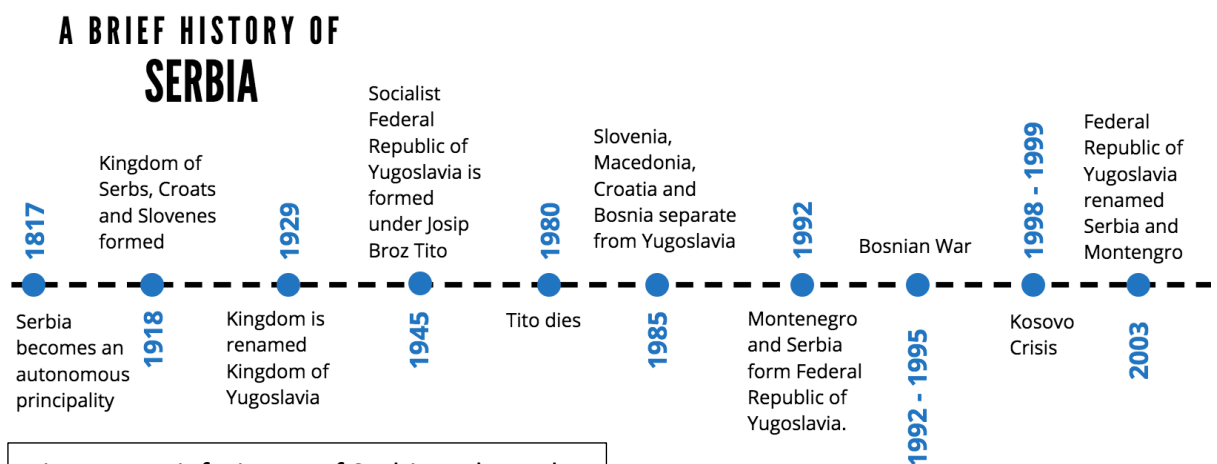 A BRIEF HISTORY OF
SERBIA
1817
Serbia
becomes an
autonomous
principality
Kingdom of
Serbs, Croats
and Slovenes
formed
1918
1929
Kingdom is
renamed
Kingdom of
Yugoslavia
Socialist
Federal
Republic of
Yugoslavia is
formed
under Josip
Broz Tito
1945
1980
Tito dies
Slovenia,
Macedonia,
Croatia and
Bosnia separate
from Yugoslavia
1985
1992
Montenegro
and Serbia
form Federal
Republic of
Yugoslavia.
Bosnian War
1992 - 1995
1998 - 1999
Kosovo
Crisis
Federal
Republic of
Yugoslavia
renamed
Serbia and
Montengro
2003